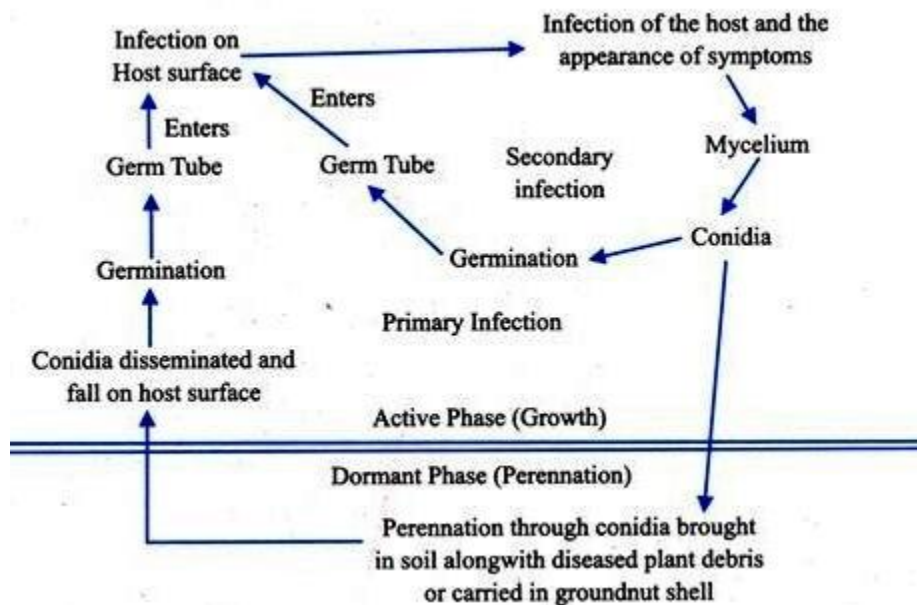 Infection on
Host surface
Infection of the host and the
appearance of symptoms
Enters
Enters
Germ Tube
Germ Tube
Secondary
infection
Mycelium
Conidia
Germination
Germination
Primary Infection
Conidia disseminated and
fall on host surface
Active Phase (Growth)
Dormant Phase (Perennation)
Perennation through conidia brought
in soil alongwith diseased plant debris
or carried in groundnut shell